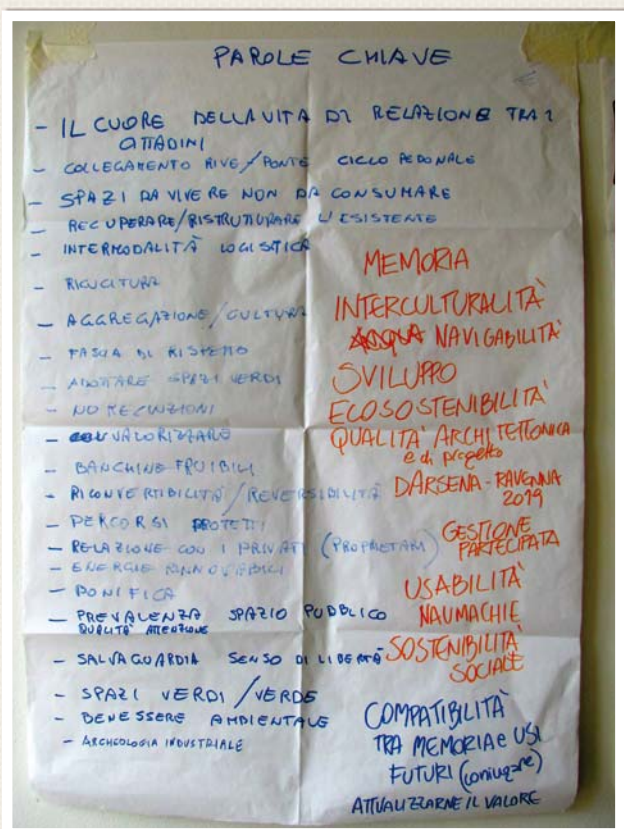 PAROLE CHIAVE
- IL CUORE DELLA VITA DI RELAZIONE TRA I
CITTADINI
- COLLEGAMENTO RIVE/PONTE CICLO PEDONALE
- SPAZI DA VIVERE NON DA CONSUMARE
- RECUPERARE/RISTRUTTURARE L'ESISTENTE
- INTERMODALITÀ LOGISTICA
- RICUCITURA
- AGGREGAZIONE/CULTURA
- FASCIA DI RISPETTO
- ADOTTARE SPAZI VERDI
- NO RECINZIONI
- VALORIZZARE
- BANCHINE FRUIBILI
- RICONVERTIBILITÀ/REVERSIBILITÀ
- PERCORSI PROTETTI
- RELAZIONE CON I PRIVATI (PROPRIETARI)
- ENERGIE RINNOVABILI
- BONIFICA
- PREVALENZA SPAZIO PUBBLICO
QUALITÀ ATTENZIONE
- SALVAGUARDIA SENSO DI LIBERTÀ
- SPAZI VERDI/VERDE
- BENESSERE AMBIENTALE
- ARCHEOLOGIA INDUSTRIALE
MEMORIA
INTERCULTURALITÀ
ACQUA NAVIGABILITÀ
SVILUPPO
ECOSOSTENIBILITÀ
QUALITÀ ARCHITETTONICA
e di progetto
DARSENA - RAVENNA
2019
GESTIONE
PARTECIPATA
USABILITÀ
NAUMACHIE
SOSTENIBILITÀ
SOCIALE
COMPATIBILITÀ
TRA MEMORIA e USI
FUTURI (coniugare)
ATTUALIZZARNE IL VALORE